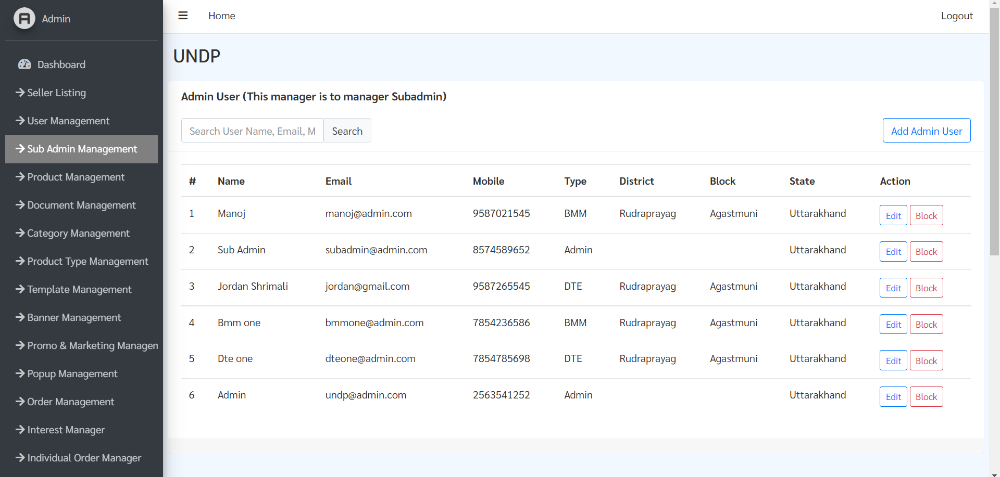 Admin
Dashboard
Seller Listing
User Management
Sub Admin Management
Product Management
Document Management
Category Management
Product Type Management
Template Management
Banner Management
Promo & Marketing Managem
Popup Management
Order Management
Interest Manager
Individual Order Manager
Home
Logout
UNDP
Admin User (This manager is to manager Subadmin)
Search User Name, Email, M
Search
Add Admin User
# Name Email Mobile Type District Block State Action
1 Manoj manoj@admin.com 9587021545 BMM Rudraprayag Agastmuni Uttarakhand Edit Block
2 Sub Admin subadmin@admin.com 8574589652 Admin Uttarakhand Edit Block
3 Jordan Shrimali jordan@gmail.com 9587265545 DTE Rudraprayag Agastmuni Uttarakhand Edit Block
4 Bmm one bmmone@admin.com 7854236586 BMM Rudraprayag Agastmuni Uttarakhand Edit Block
5 Dte one dteone@admin.com 7854785698 DTE Rudraprayag Agastmuni Uttarakhand Edit Block
6 Admin undp@admin.com 2563541252 Admin Uttarakhand Edit Block